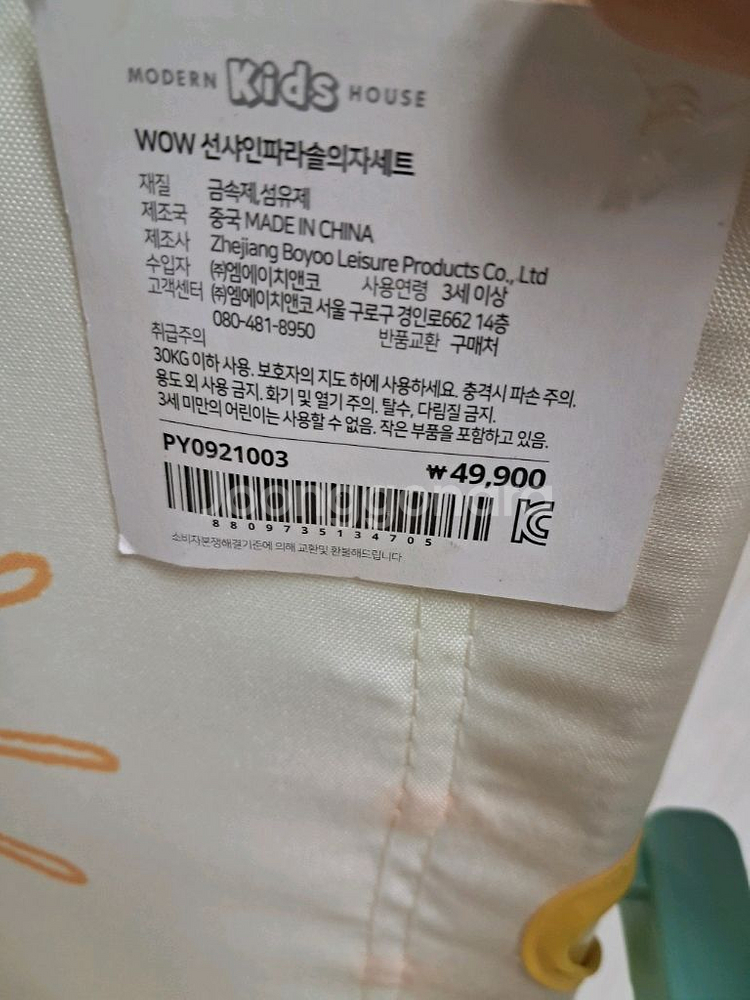 MODERN Kids HOUSE
WOW 선샤인파라솔의자세트
재질 금속제,섬유제
제조국 중국 MADE IN CHINA
제조사 Zhejiang Boyoo Leisure Products Co., Ltd
수입자 ㈜엠에이치앤코 사용연령 3세 이상
고객센터 ㈜엠에이치앤코 서울 구로구 경인로662 14층
080-481-8950 반품교환 구매처
취급주의
30KG 이하 사용. 보호자의 지도 하에 사용하세요. 충격시 파손 주의.
용도 외 사용 금지. 화기 및 열기 주의. 탈수, 다림질 금지.
3세 미만의 어린이는 사용할 수 없음. 작은 부품을 포함하고 있음.
PY0921003 ₩49,900
joonggonara
8809735134705
소비자분쟁해결기준에 의해 교환및 환불해드립니다